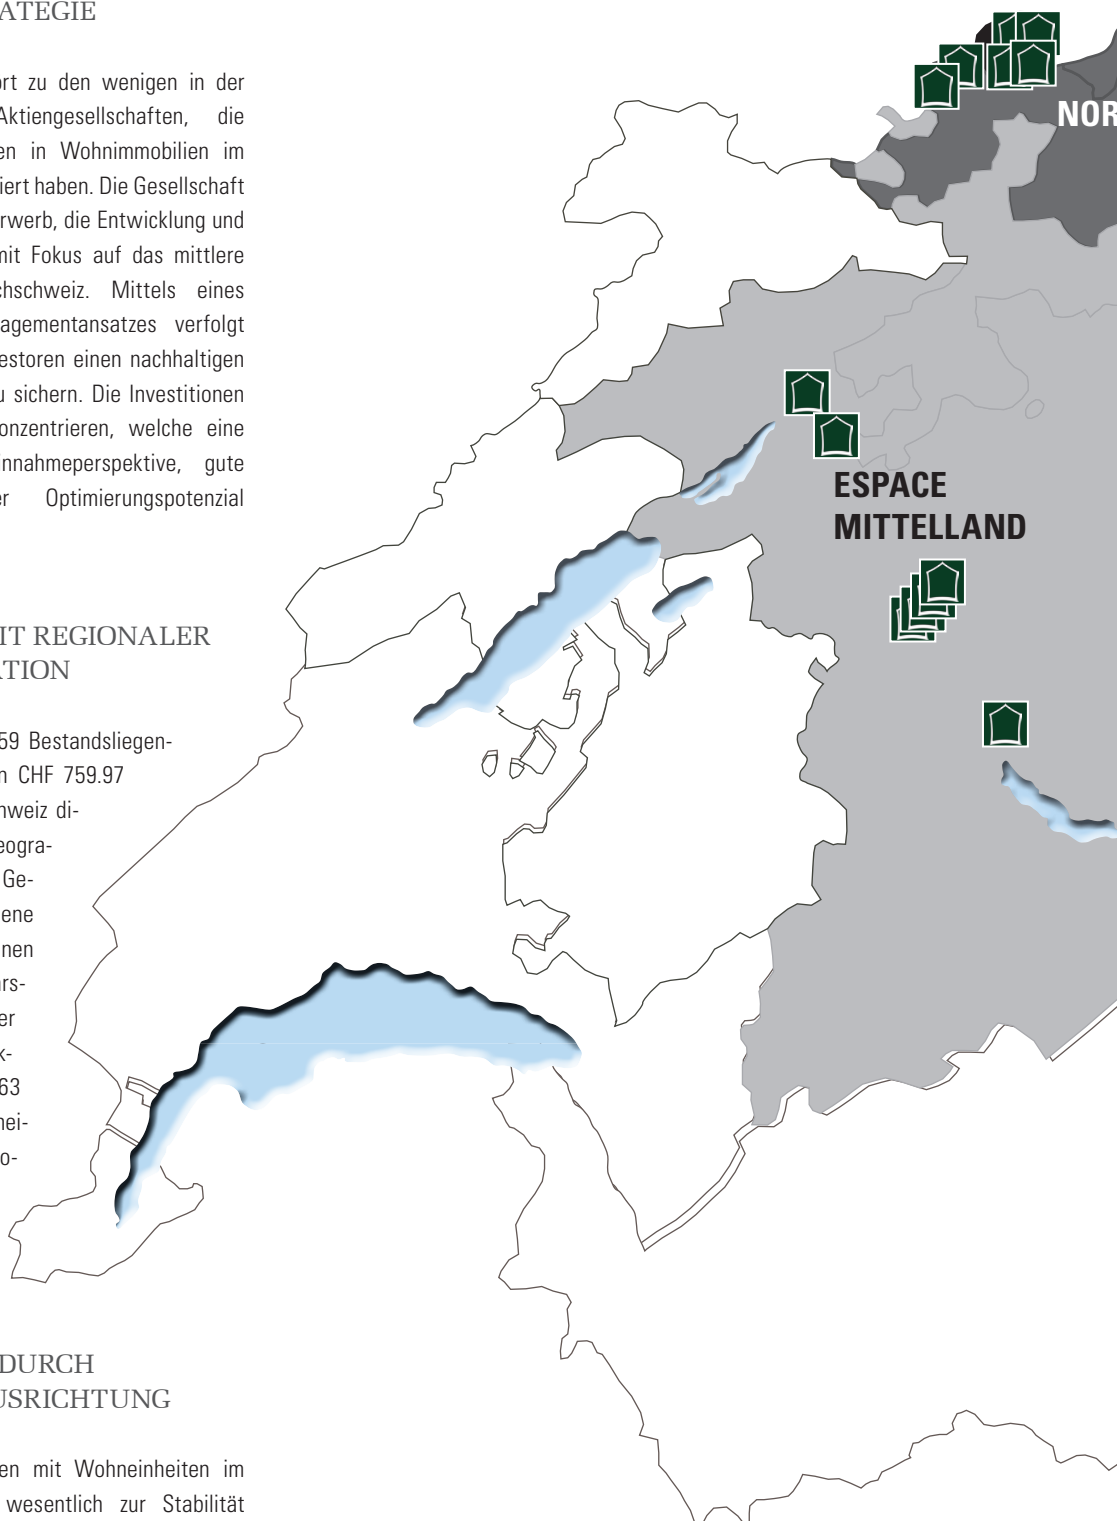 ATEGIE
ort zu den wenigen in der
Aktiengesellschaften, die
en in Wohnimmobilien im
iert haben. Die Gesellschaft
rwerb, die Entwicklung und
mit Fokus auf das mittlere
chschweiz. Mittels eines
agementansatzes verfolgt
estoren einen nachhaltigen
u sichern. Die Investitionen
onzentrieren, welche eine
innahmeperspektive, gute
er Optimierungspotenzial
IT REGIONALER
ATION
59 Bestandsliegen-
n CHF 759.97
hweiz di-
eogra-
Ge-
ene
nen
ars-
er
k-
63
nei-
o-
DURCH
USRICHTUNG
en mit Wohneinheiten im
wesentlich zur Stabilität
NOR
ESPACE
MITTELLAND